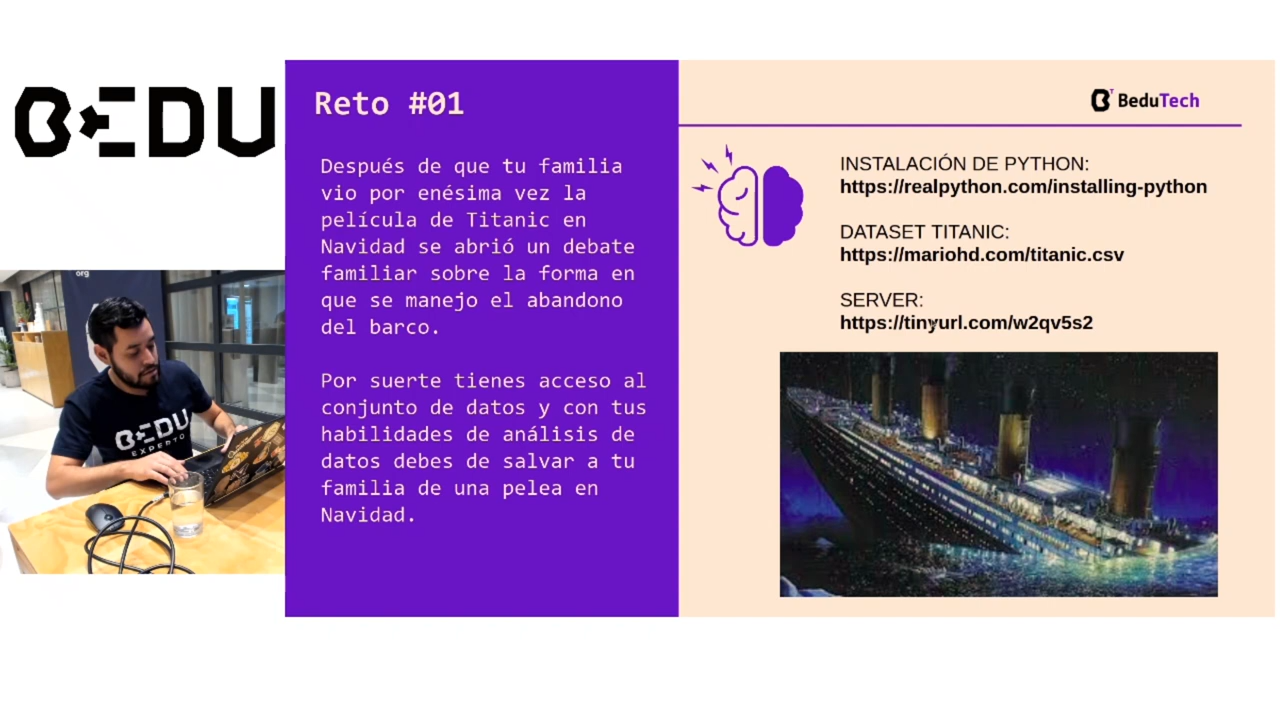 BEDU
org
BEDU
EXPERTO
Reto #01
Después de que tu familia
vio por enésima vez la
película de Titanic en
Navidad se abrió un debate
familiar sobre la forma en
que se manejo el abandono
del barco.
Por suerte tienes acceso al
conjunto de datos y con tus
habilidades de análisis de
datos debes de salvar a tu
familia de una pelea en
Navidad.
BeduTech
INSTALACIÓN DE PYTHON:
https://realpython.com/installing-python
DATASET TITANIC:
https://mariohd.com/titanic.csv
SERVER:
https://tinyurl.com/w2qv5s2